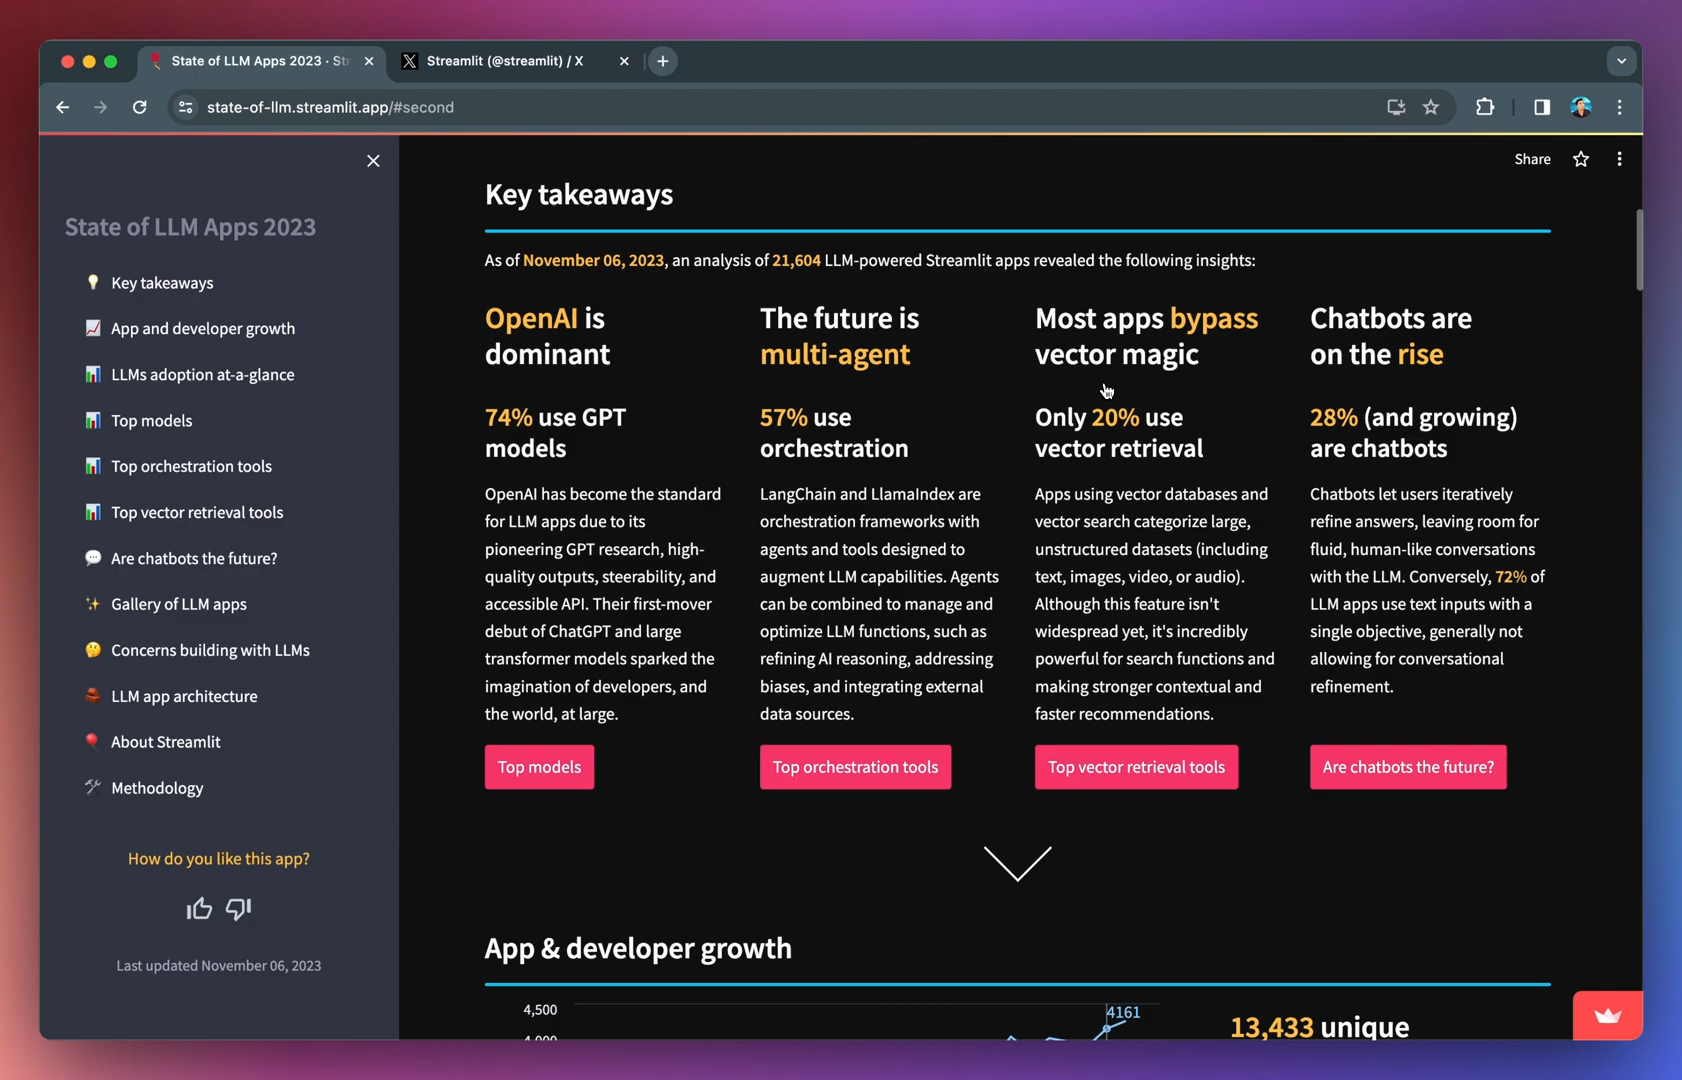 State of LLM Apps 2023 · Str
Streamlit (@streamlit) / X
state-of-llm.streamlit.app/#second
Share
State of LLM Apps 2023
Key takeaways
App and developer growth
LLMs adoption at-a-glance
Top models
Top orchestration tools
Top vector retrieval tools
Are chatbots the future?
Gallery of LLM apps
Concerns building with LLMs
LLM app architecture
About Streamlit
Methodology
How do you like this app?
Last updated November 06, 2023
Key takeaways
As of November 06, 2023, an analysis of 21,604 LLM-powered Streamlit apps revealed the following insights:
OpenAI is
dominant
74% use GPT
models
OpenAI has become the standard
for LLM apps due to its
pioneering GPT research, high-
quality outputs, steerability, and
accessible API. Their first-mover
debut of ChatGPT and large
transformer models sparked the
imagination of developers, and
the world, at large.
Top models
The future is
multi-agent
57% use
orchestration
LangChain and LlamaIndex are
orchestration frameworks with
agents and tools designed to
augment LLM capabilities. Agents
can be combined to manage and
optimize LLM functions, such as
refining AI reasoning, addressing
biases, and integrating external
data sources.
Top orchestration tools
Most apps bypass
vector magic
Only 20% use
vector retrieval
Apps using vector databases and
vector search categorize large,
unstructured datasets (including
text, images, video, or audio).
Although this feature isn't
widespread yet, it's incredibly
powerful for search functions and
making stronger contextual and
faster recommendations.
Top vector retrieval tools
Chatbots are
on the rise
28% (and growing)
are chatbots
Chatbots let users iteratively
refine answers, leaving room for
fluid, human-like conversations
with the LLM. Conversely, 72% of
LLM apps use text inputs with a
single objective, generally not
allowing for conversational
refinement.
Are chatbots the future?
App & developer growth
4,500
4161
4,000
13,433 unique